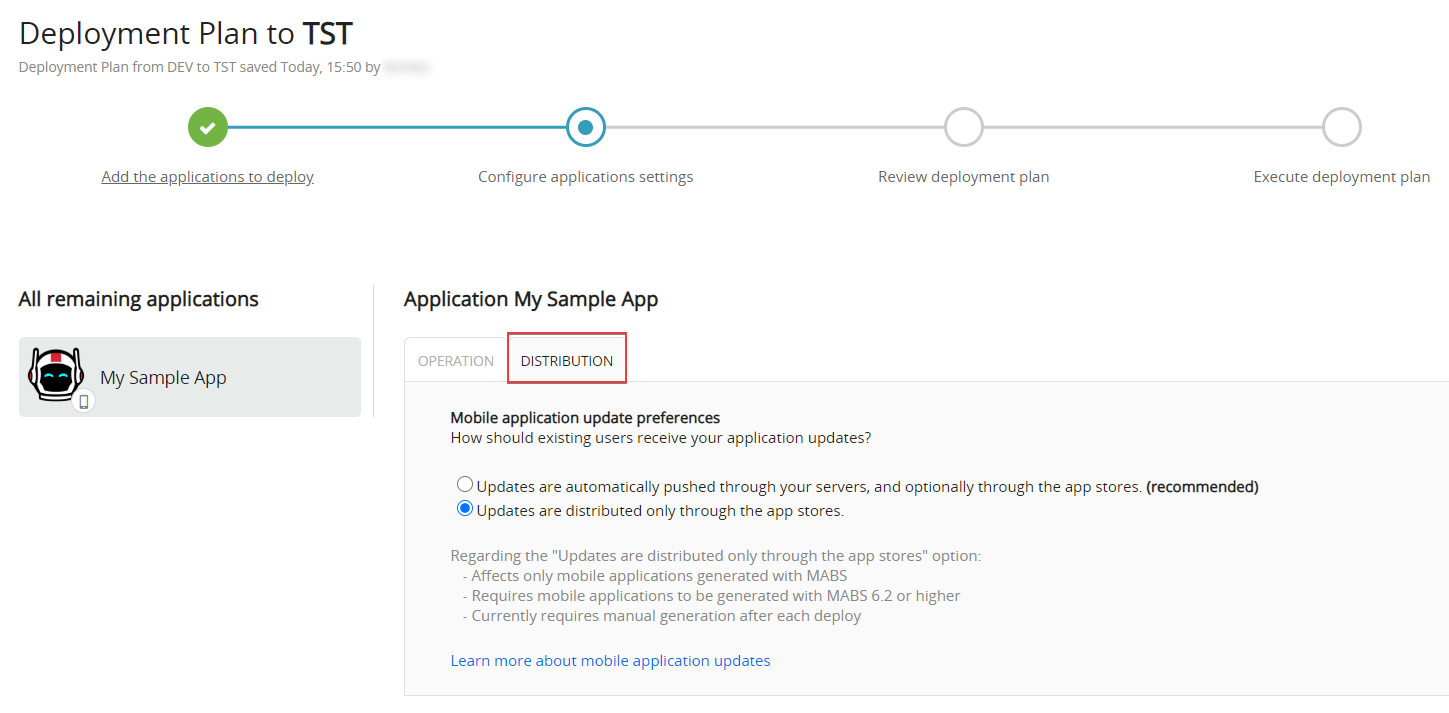 Deployment Plan to TST
Deployment Plan from DEV to TST saved Today, 15:50 by
Add the applications to deploy
Configure applications settings
Review deployment plan
Execute deployment plan
All remaining applications
My Sample App
Application My Sample App
OPERATION
DISTRIBUTION
Mobile application update preferences
How should existing users receive your application updates?
Updates are automatically pushed through your servers, and optionally through the app stores. (recommended)
Updates are distributed only through the app stores.
Regarding the "Updates are distributed only through the app stores" option:
- Affects only mobile applications generated with MABS
- Requires mobile applications to be generated with MABS 6.2 or higher
- Currently requires manual generation after each deploy
Learn more about mobile application updates